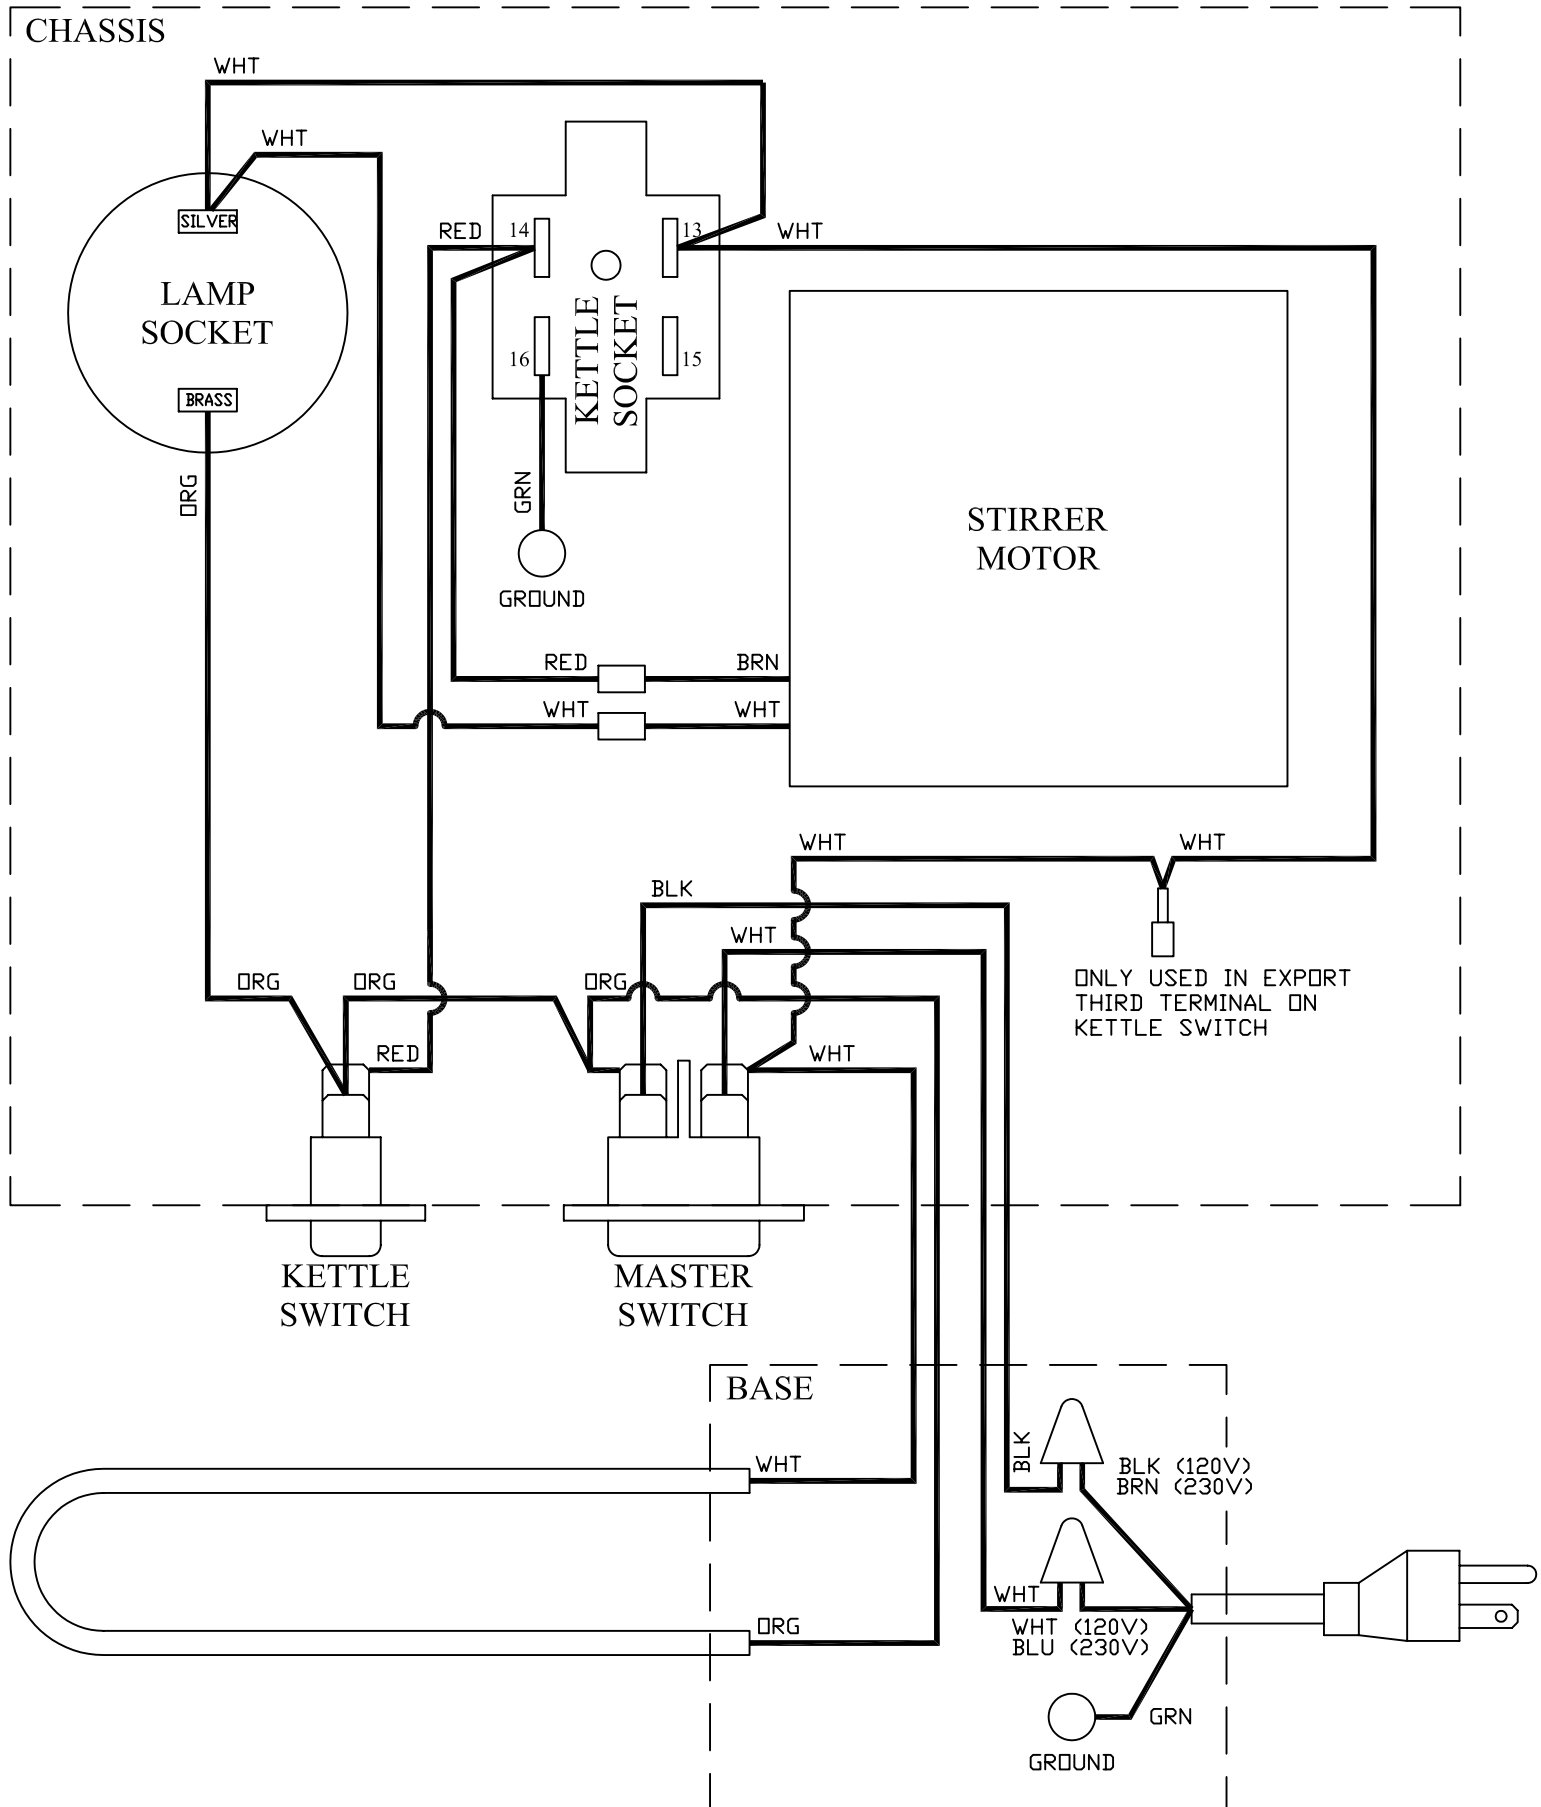 CHASSIS
WHT
WHT
SILVER
LAMP
SOCKET
BRASS
ORG
RED
14
13
WHT
16
15
KETTLE
SOCKET
GRN
GROUND
STIRRER
MOTOR
RED
BRN
WHT
WHT
WHT
WHT
BLK
WHT
ONLY USED IN EXPORT
THIRD TERMINAL ON
KETTLE SWITCH
ORG
ORG
ORG
RED
WHT
KETTLE
SWITCH
MASTER
SWITCH
BASE
WHT
BLK
BLK (120V)
BRN (230V)
WHT
WHT (120V)
BLU (230V)
ORG
GRN
GROUND